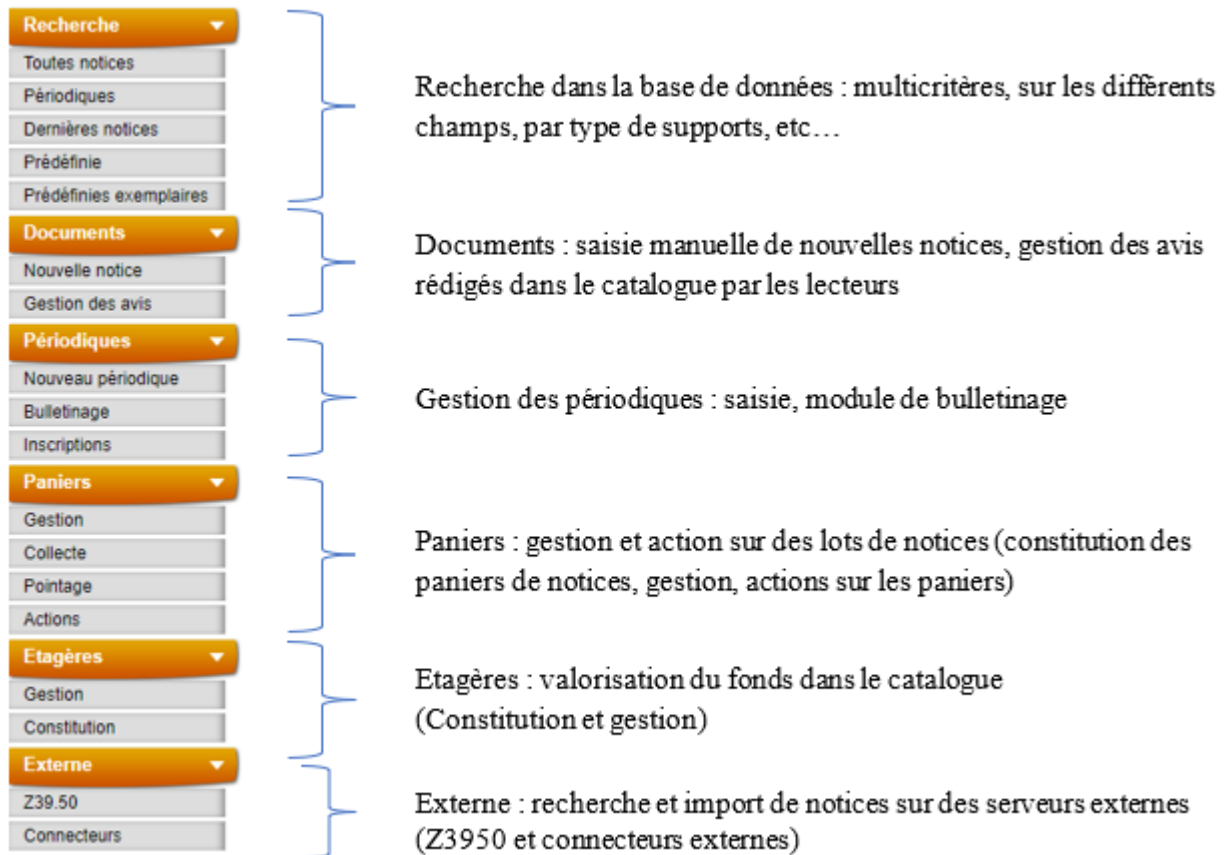 Recherche
Toutes notices
Périodiques
Dernières notices
Prédéfinie
Prédéfinies exemplaires
Recherche dans la base de données : multicritères, sur les différents
champs, par type de supports, etc…
Documents
Nouvelle notice
Gestion des avis
Documents : saisie manuelle de nouvelles notices, gestion des avis
rédigés dans le catalogue par les lecteurs
Périodiques
Nouveau périodique
Bulletinage
Inscriptions
Gestion des périodiques : saisie, module de bulletinage
Paniers
Gestion
Collecte
Pointage
Actions
Paniers : gestion et action sur des lots de notices (constitution des
paniers de notices, gestion, actions sur les paniers)
Etagères
Gestion
Constitution
Etagères : valorisation du fonds dans le catalogue
(Constitution et gestion)
Externe
Z39.50
Connecteurs
Externe : recherche et import de notices sur des serveurs externes
(Z3950 et connecteurs externes)